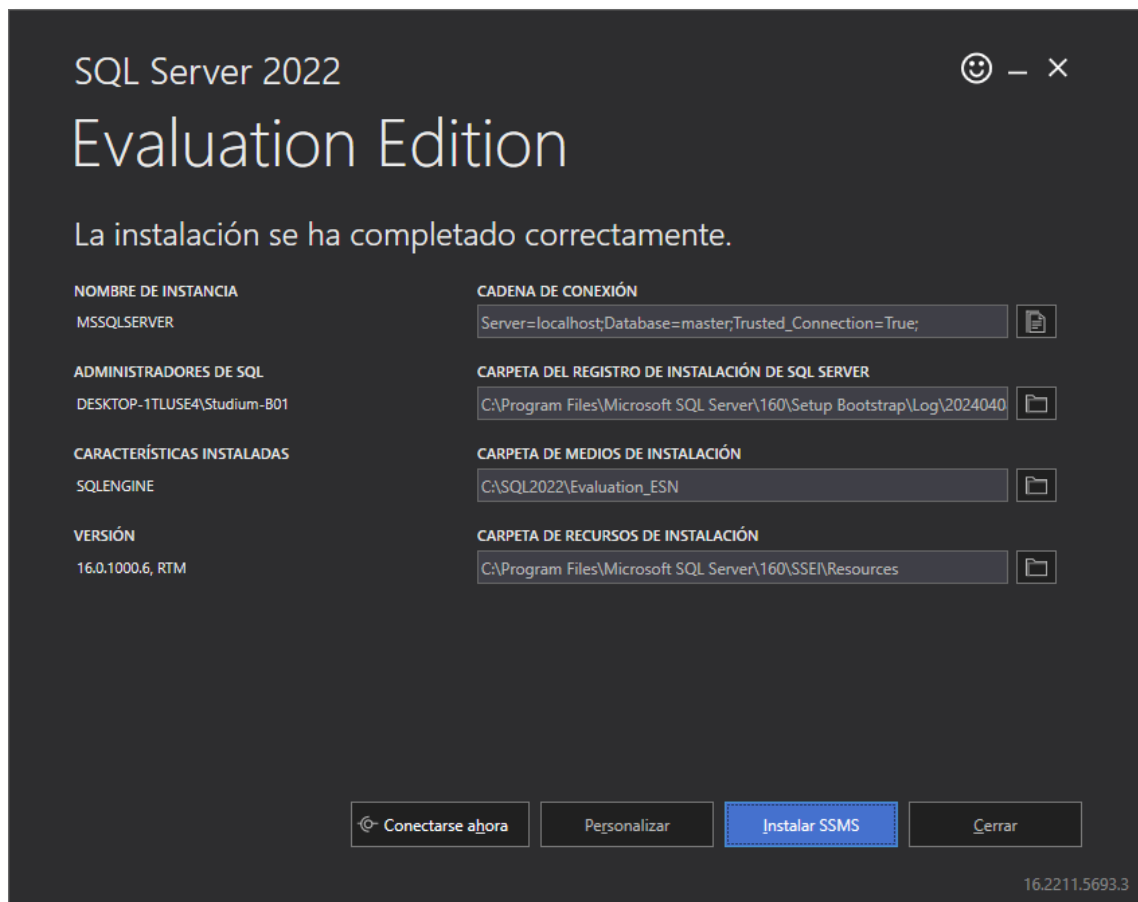 SQL Server 2022
Evaluation Edition
La instalación se ha completado correctamente.
NOMBRE DE INSTANCIA
MSSQLSERVER
CADENA DE CONEXIÓN
Server=localhost;Database=master;Trusted_Connection=True;
ADMINISTRADORES DE SQL
DESKTOP-1TLUSE4\Studium-B01
CARPETA DEL REGISTRO DE INSTALACIÓN DE SQL SERVER
C:\Program Files\Microsoft SQL Server\160\Setup Bootstrap\Log\2024040
CARACTERÍSTICAS INSTALADAS
SQLENGINE
CARPETA DE MEDIOS DE INSTALACIÓN
C:\SQL2022\Evaluation_ESN
VERSIÓN
16.0.1000.6, RTM
CARPETA DE RECURSOS DE INSTALACIÓN
C:\Program Files\Microsoft SQL Server\160\SSEI\Resources
Conectarse ahora
Personalizar
Instalar SSMS
Cerrar
16.2211.5693.3